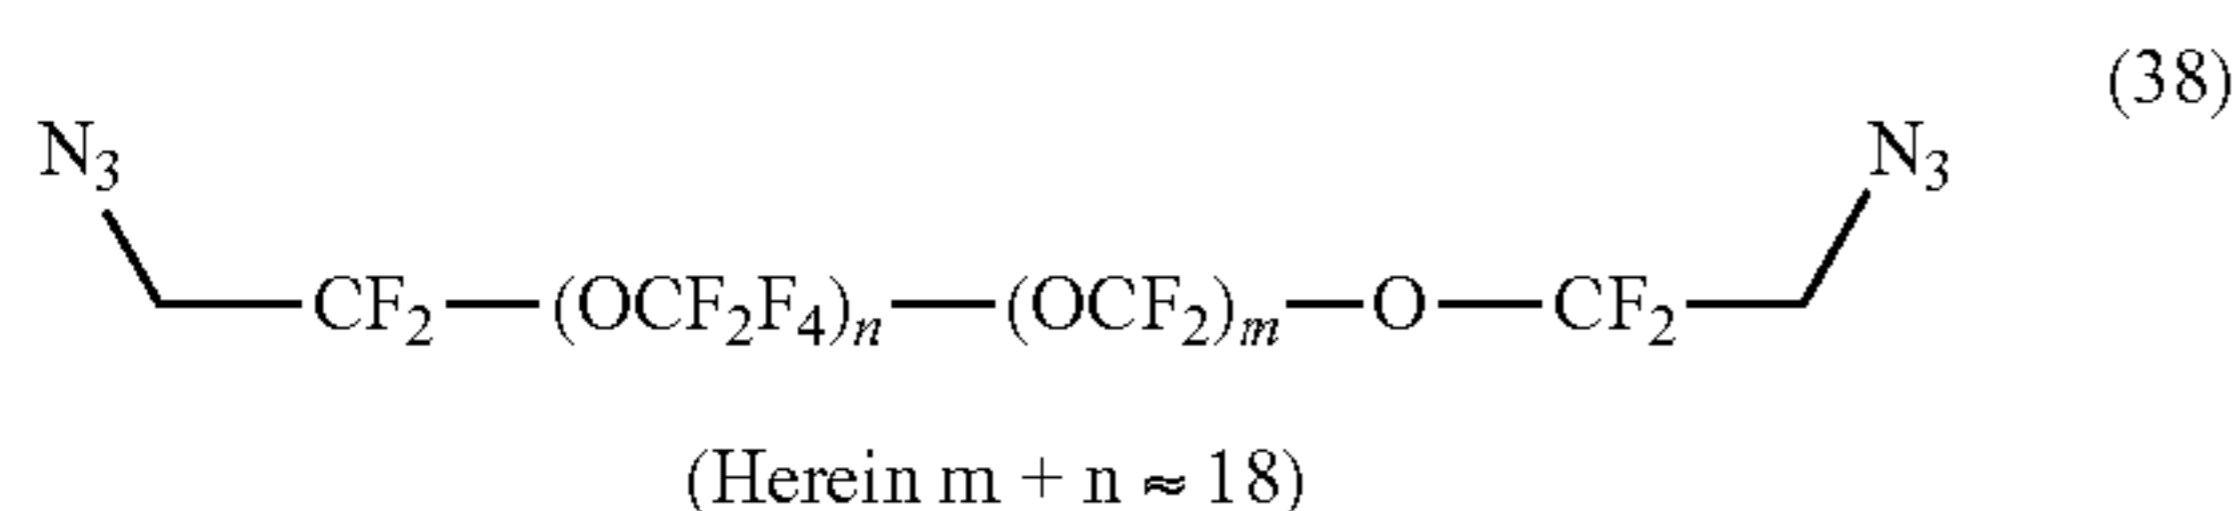 (38)
N3 N3
CF2—(OCF2F4)n—(OCF2)m—O—CF2
(Herein m + n ≈ 18)